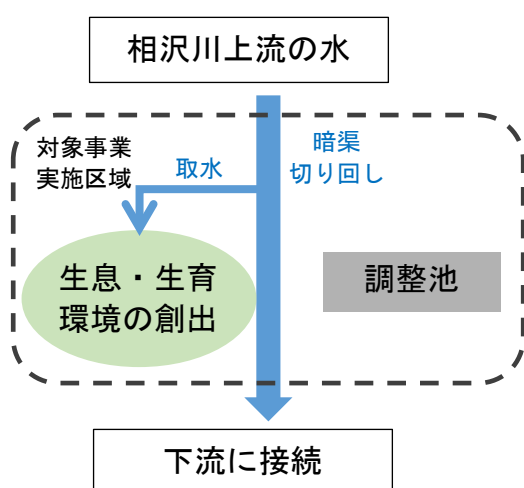 相沢川上流の水
対象事業
実施区域
取水
暗渠
切り回し
生息・生育
環境の創出
調整池
下流に接続